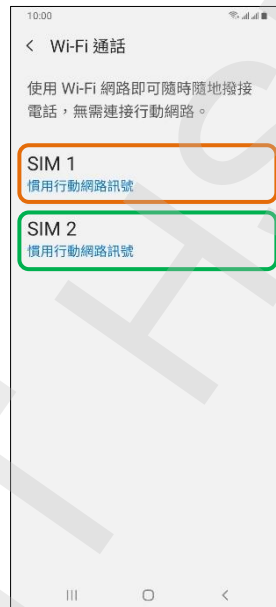 10:00
Wi-Fi 通話
使用 Wi-Fi 網路即可隨時隨地撥接
電話，無需連接行動網路。
SIM 1
慣用行動網路訊號
SIM 2
慣用行動網路訊號